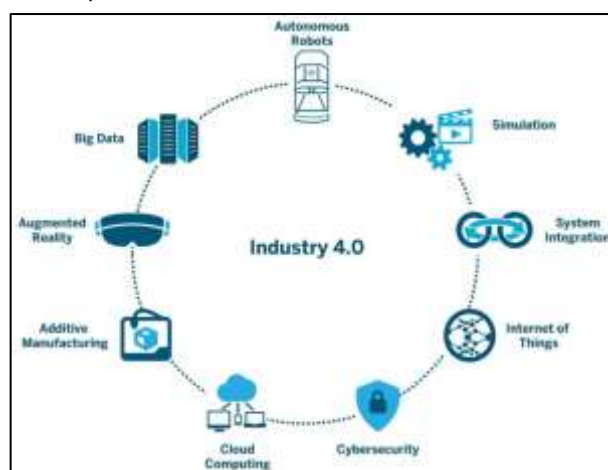 Autonomous
Robots
Simulation
System
Integration
Internet of
Things
Cybersecurity
Cloud
Computing
Additive
Manufacturing
Augmented
Reality
Big Data
Industry 4.0